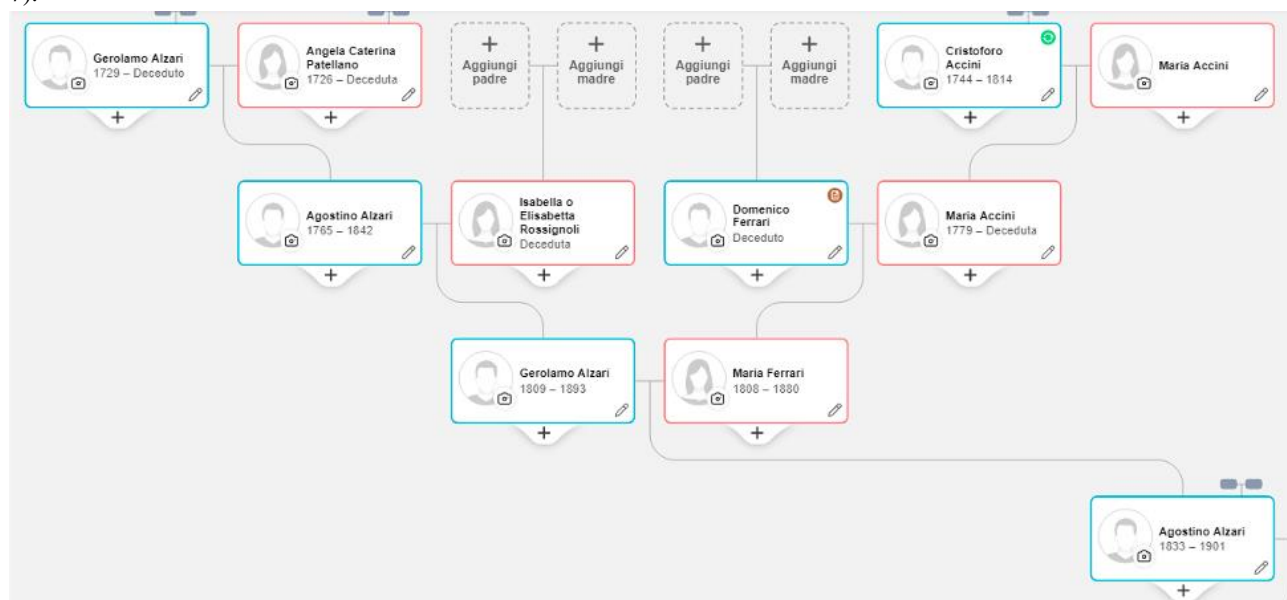 Gerolamo Alzari
1729 – Deceduto
Angela Caterina
Patellano
1726 – Deceduta
+
Aggiungi
padre
+
Aggiungi
madre
+
Aggiungi
padre
+
Aggiungi
madre
Cristoforo
Accini
1744 – 1814
Maria Accini
Agostino Alzari
1765 – 1842
Isabella o
Elisabetta
Rossignoli
Deceduta
Domenico
Ferrari
Deceduto
Maria Accini
1779 – Deceduta
Gerolamo Alzari
1809 – 1893
Maria Ferrari
1808 – 1880
Agostino Alzari
1833 – 1901